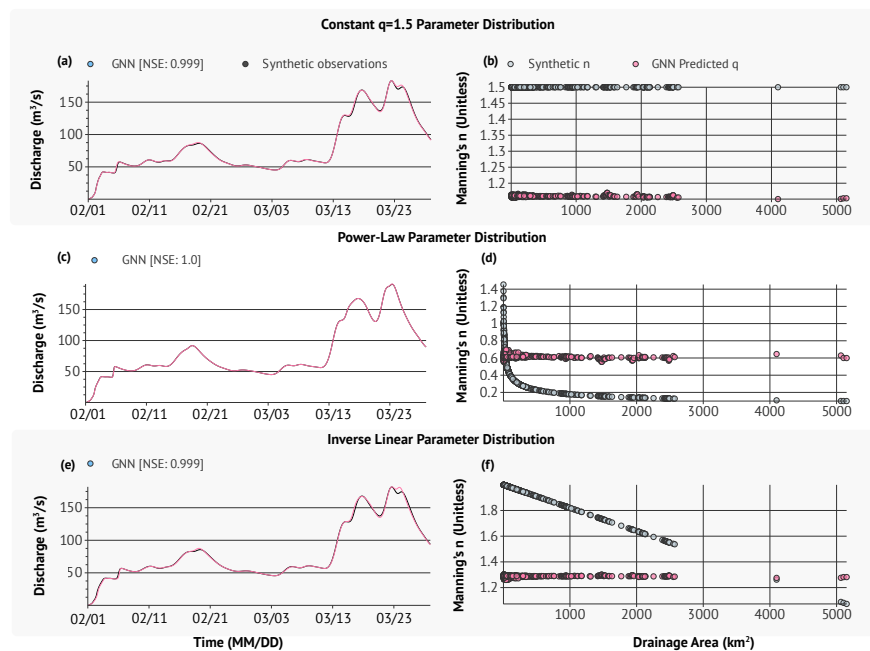 Constant q=1.5 Parameter Distribution
(a) GNN [NSE: 0.999] Synthetic observations
Discharge (m³/s)
150
100
50
02/01 02/11 02/21 03/03 03/13 03/23
(b) Synthetic n GNN Predicted q
Manning's n (Unitless)
1.5
1.45
1.4
1.35
1.3
1.25
1.2
1000 2000 3000 4000 5000
Power-Law Parameter Distribution
(c) GNN [NSE: 1.0]
Discharge (m³/s)
150
100
50
02/01 02/11 02/21 03/03 03/13 03/23
(d)
Manning's n (Unitless)
1.4
1.2
1
0.8
0.6
0.4
0.2
1000 2000 3000 4000 5000
Inverse Linear Parameter Distribution
(e) GNN [NSE: 0.999]
Discharge (m³/s)
150
100
50
02/01 02/11 02/21 03/03 03/13 03/23
Time (MM/DD)
(f)
Manning's n (Unitless)
1.8
1.6
1.4
1.2
1000 2000 3000 4000 5000
Drainage Area (km²)